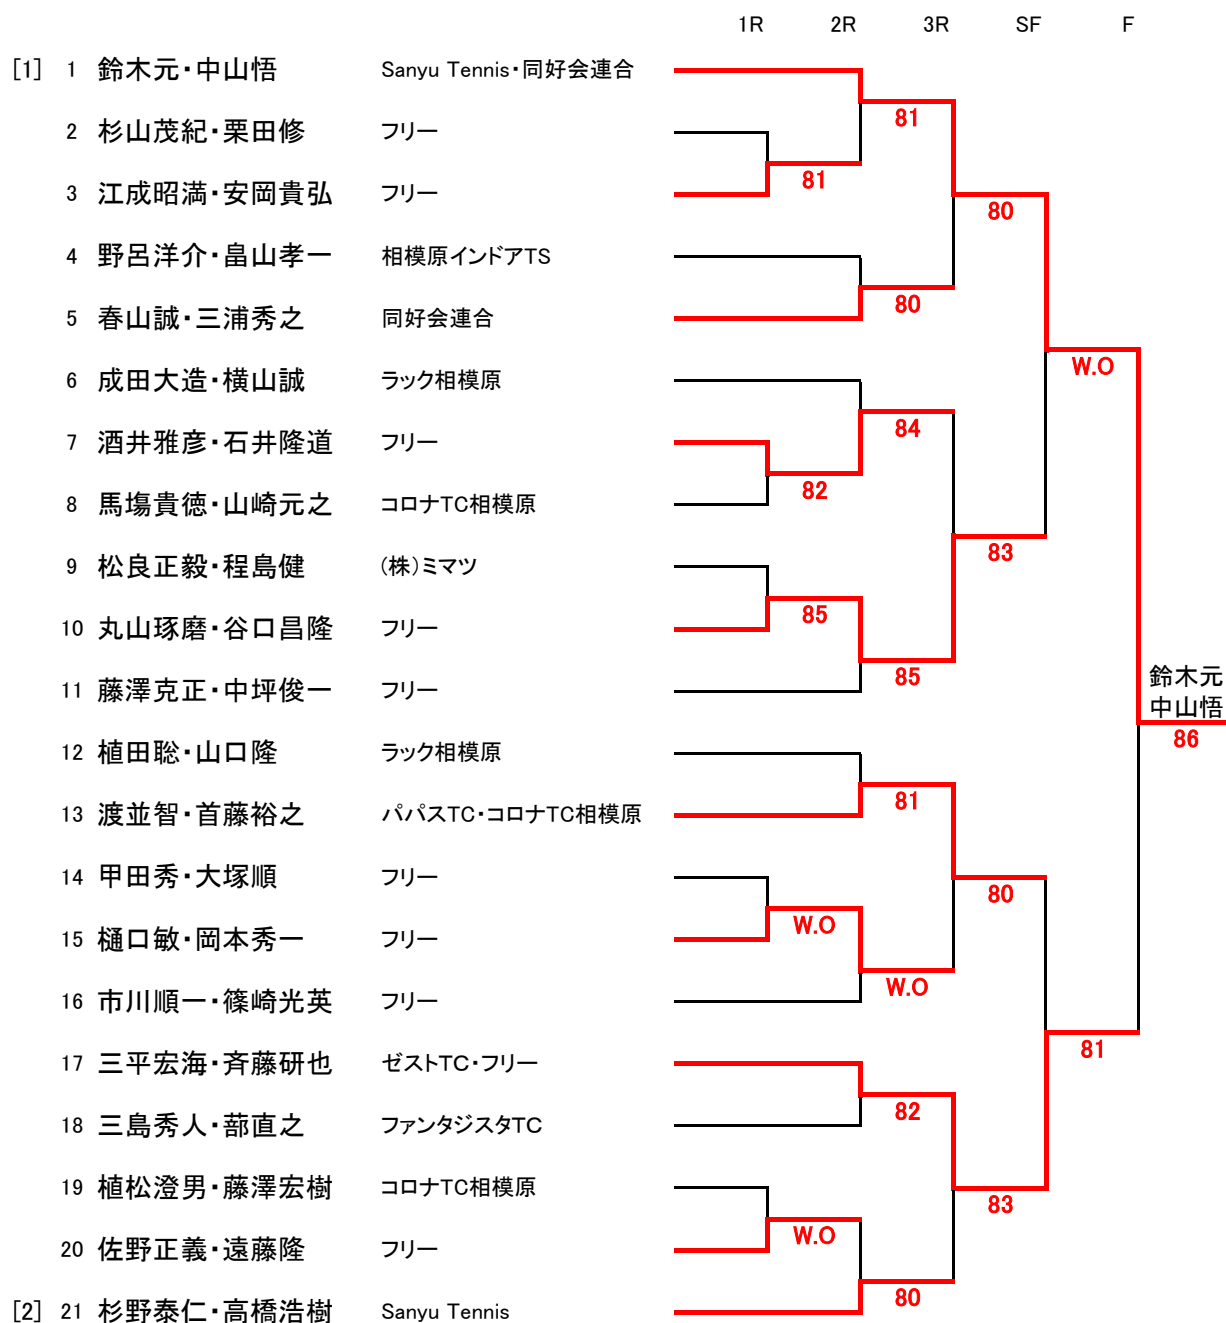 1R 2R 3R SF F
[1] 1 鈴木元・中山悟 Sanyu Tennis・同好会連合
81
2 杉山茂紀・栗田修 フリー
81
3 江成昭満・安岡貴弘 フリー
80
4 野呂洋介・畠山孝一 相模原インドアTS
80
5 春山誠・三浦秀之 同好会連合
W.O
6 成田大造・横山誠 ラック相模原
84
7 酒井雅彦・石井隆道 フリー
82
8 馬塲貴徳・山崎元之 コロナTC相模原
83
9 松良正毅・程島健 (株)ミマツ
85
10 丸山琢磨・谷口昌隆 フリー
85
11 藤澤克正・中坪俊一 フリー
鈴木元
中山悟
86
12 植田聡・山口隆 ラック相模原
81
13 渡並智・首藤裕之 パパスTC・コロナTC相模原
14 甲田秀・大塚順 フリー
80
W.O
15 樋口敏・岡本秀一 フリー
W.O
16 市川順一・篠崎光英 フリー
81
17 三平宏海・斉藤研也 ゼストTC・フリー
82
18 三島秀人・蔀直之 ファンタジスタTC
19 植松澄男・藤澤宏樹 コロナTC相模原
83
W.O
20 佐野正義・遠藤隆 フリー
80
[2] 21 杉野泰仁・高橋浩樹 Sanyu Tennis